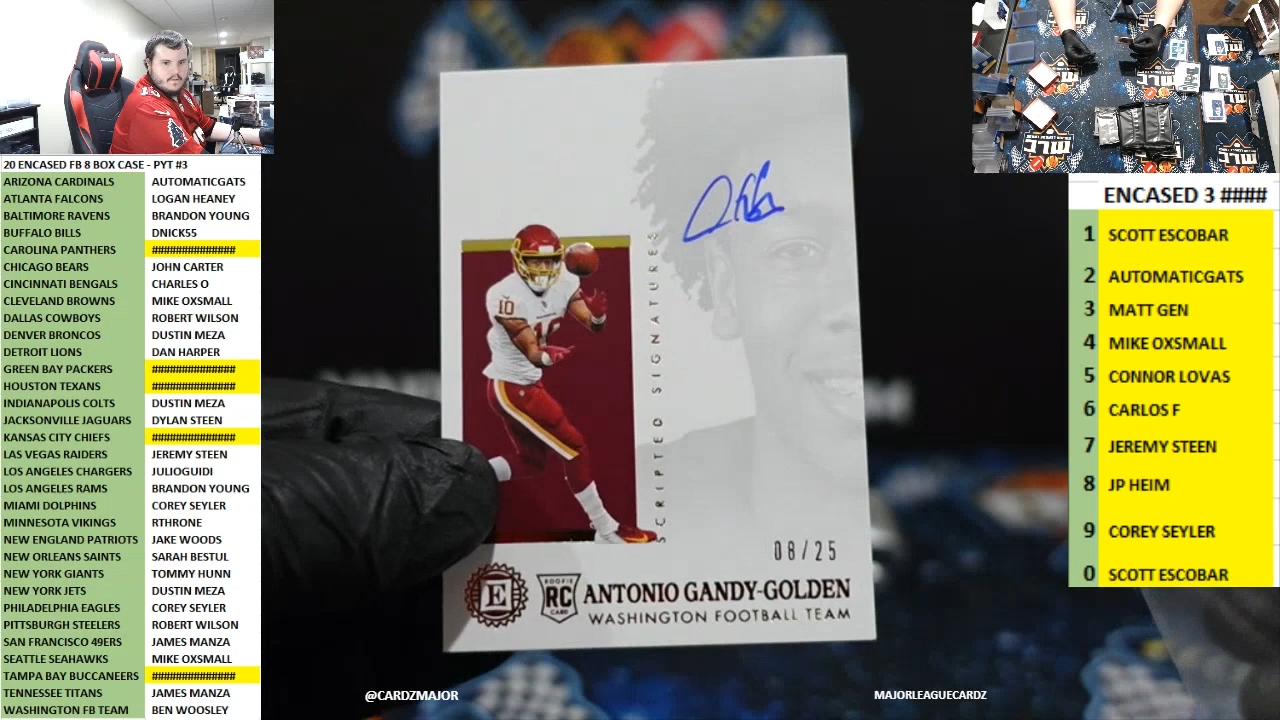 20 ENCASED FB 8 BOX CASE - PYT #3
ARIZONA CARDINALS AUTOMATICGATS
ATLANTA FALCONS LOGAN HEANEY
BALTIMORE RAVENS BRANDON YOUNG
BUFFALO BILLS DNICK55
CAROLINA PANTHERS ##############
CHICAGO BEARS JOHN CARTER
CINCINNATI BENGALS CHARLES O
CLEVELAND BROWNS MIKE OXSMALL
DALLAS COWBOYS ROBERT WILSON
DENVER BRONCOS DUSTIN MEZA
DETROIT LIONS DAN HARPER
GREEN BAY PACKERS ##############
HOUSTON TEXANS ##############
INDIANAPOLIS COLTS DUSTIN MEZA
JACKSONVILLE JAGUARS DYLAN STEEN
KANSAS CITY CHIEFS ##############
LAS VEGAS RAIDERS JEREMY STEEN
LOS ANGELES CHARGERS JULIOGUIDI
LOS ANGELES RAMS BRANDON YOUNG
MIAMI DOLPHINS COREY SEYLER
MINNESOTA VIKINGS RTHRONE
NEW ENGLAND PATRIOTS JAKE WOODS
NEW ORLEANS SAINTS SARAH BESTUL
NEW YORK GIANTS TOMMY HUNN
NEW YORK JETS DUSTIN MEZA
PHILADELPHIA EAGLES COREY SEYLER
PITTSBURGH STEELERS ROBERT WILSON
SAN FRANCISCO 49ERS JAMES MANZA
SEATTLE SEAHAWKS MIKE OXSMALL
TAMPA BAY BUCCANEERS ##############
TENNESSEE TITANS JAMES MANZA
WASHINGTON FB TEAM BEN WOOSLEY
10
SCRIPTED SIGNATURES
08/25
E
ROOKIE
RC
CARD
ANTONIO GANDY-GOLDEN
WASHINGTON FOOTBALL TEAM
@CARDZMAJOR
MAJORLEAGUECARDZ
MLC
MLC
MLC
MLC
ENCASED 3 ####
1 SCOTT ESCOBAR
2 AUTOMATICGATS
3 MATT GEN
4 MIKE OXSMALL
5 CONNOR LOVAS
6 CARLOS F
7 JEREMY STEEN
8 JP HEIM
9 COREY SEYLER
0 SCOTT ESCOBAR